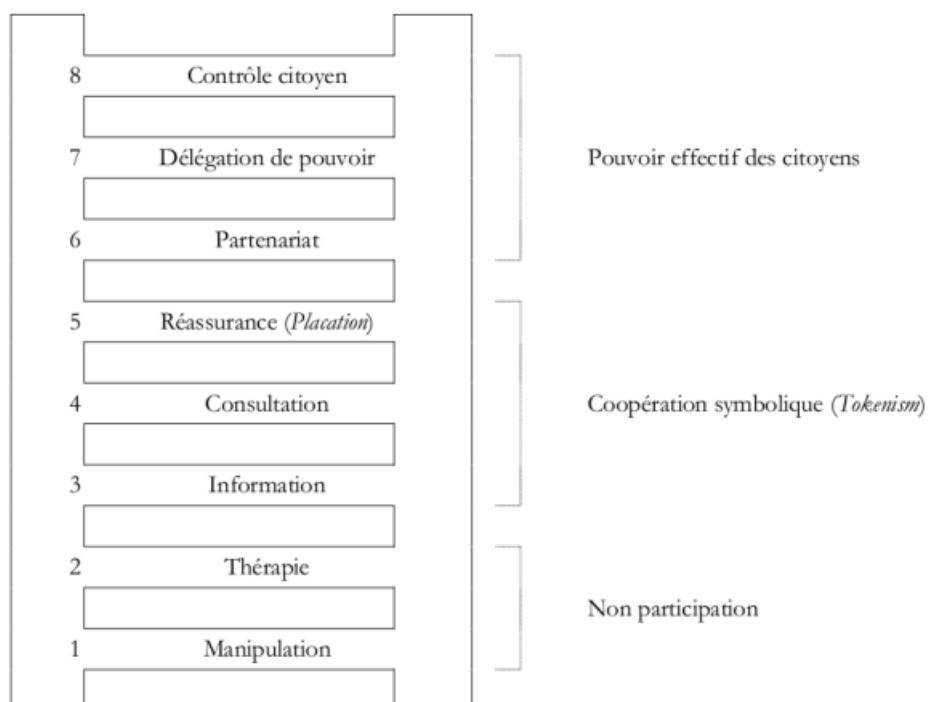 8 Contrôle citoyen
7 Délégation de pouvoir
Pouvoir effectif des citoyens
6 Partenariat
5 Réassurance (Placation)
4 Consultation
Coopération symbolique (Tokenism)
3 Information
2 Thérapie
Non participation
1 Manipulation